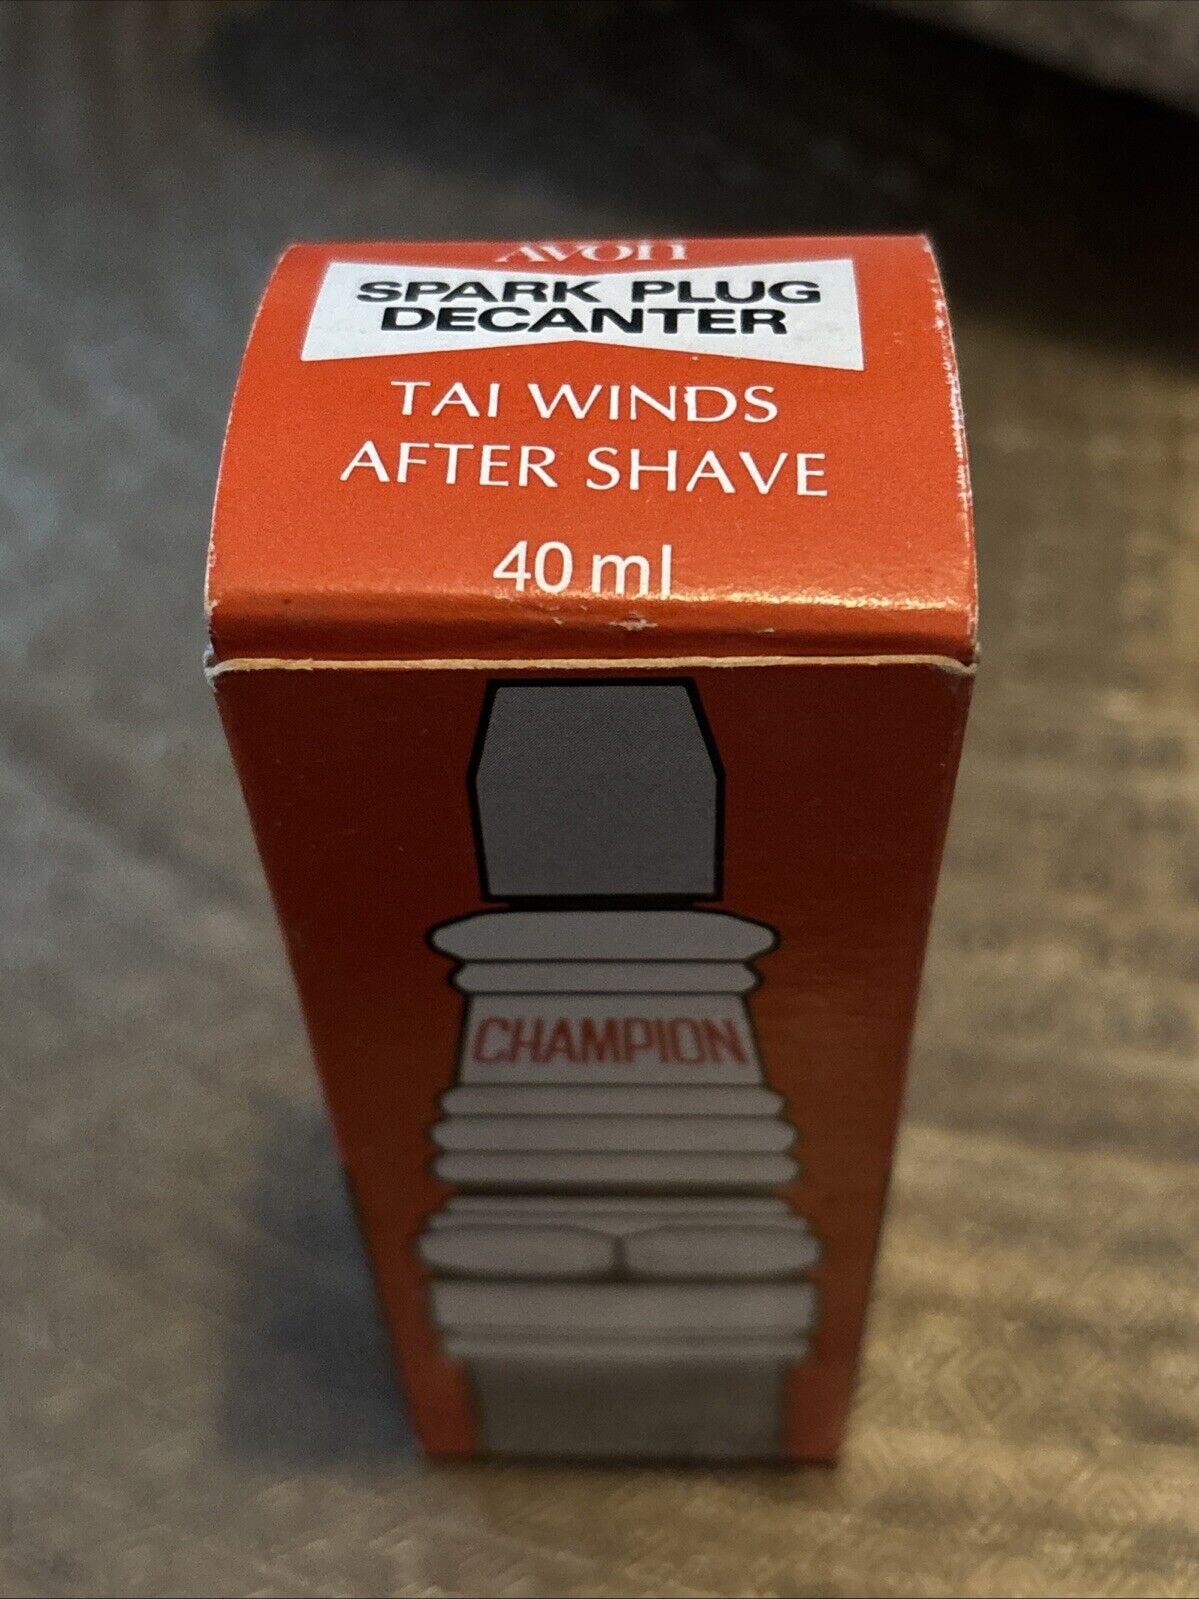 AVON
SPARK PLUG
DECANTER
TAI WINDS
AFTER SHAVE
40 ml
CHAMPION